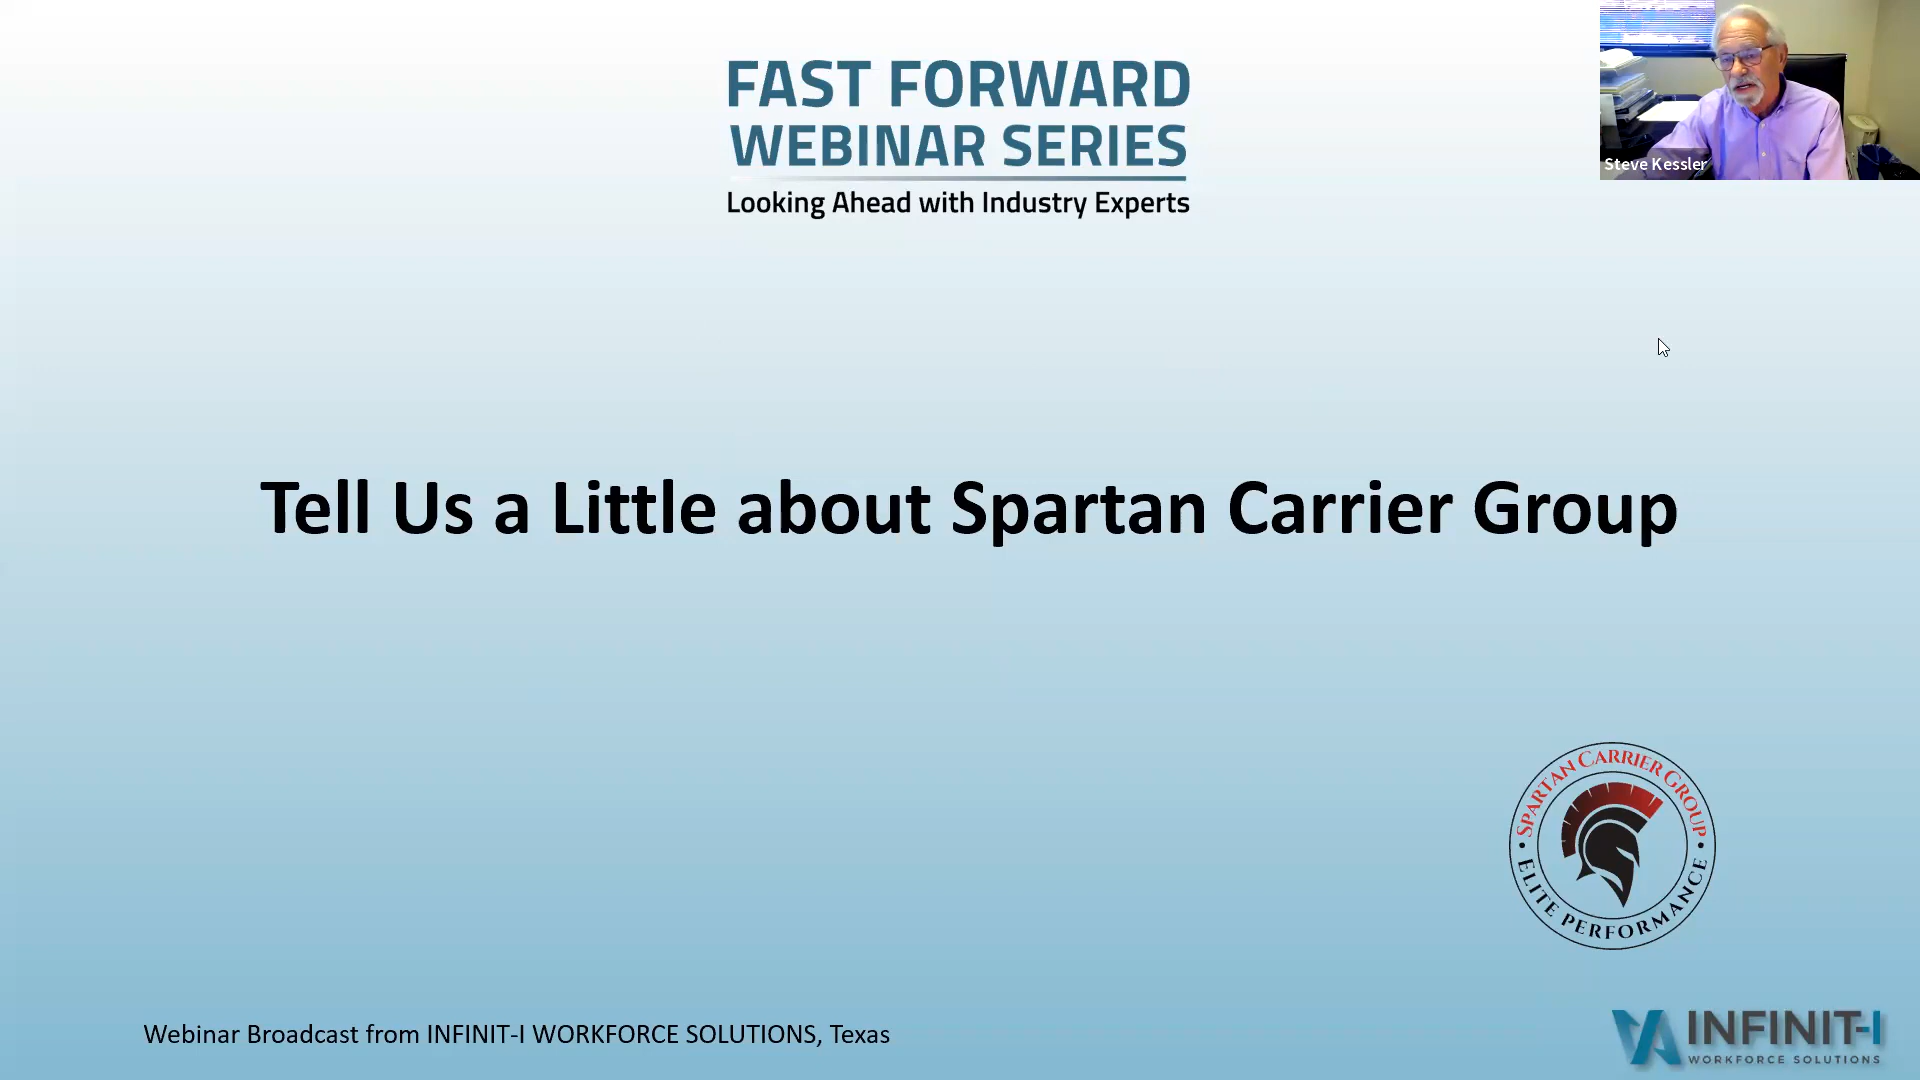 FAST FORWARD
WEBINAR SERIES
Looking Ahead with Industry Experts
Steve Kessler
Tell Us a Little about Spartan Carrier Group
SPARTAN CARRIER GROUP
• ELITE PERFORMANCE •
Webinar Broadcast from INFINIT-I WORKFORCE SOLUTIONS, Texas
INFINIT-I
WORKFORCE SOLUTIONS